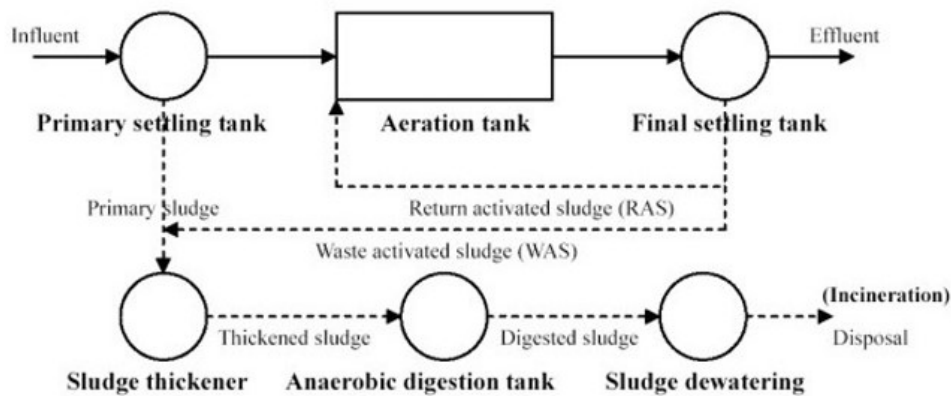 Influent
Effluent
Primary settling tank
Aeration tank
Final settling tank
Primary sludge
Return activated sludge (RAS)
Waste activated sludge (WAS)
(Incineration)
Thickened sludge
Digested sludge
Disposal
Sludge thickener
Anaerobic digestion tank
Sludge dewatering